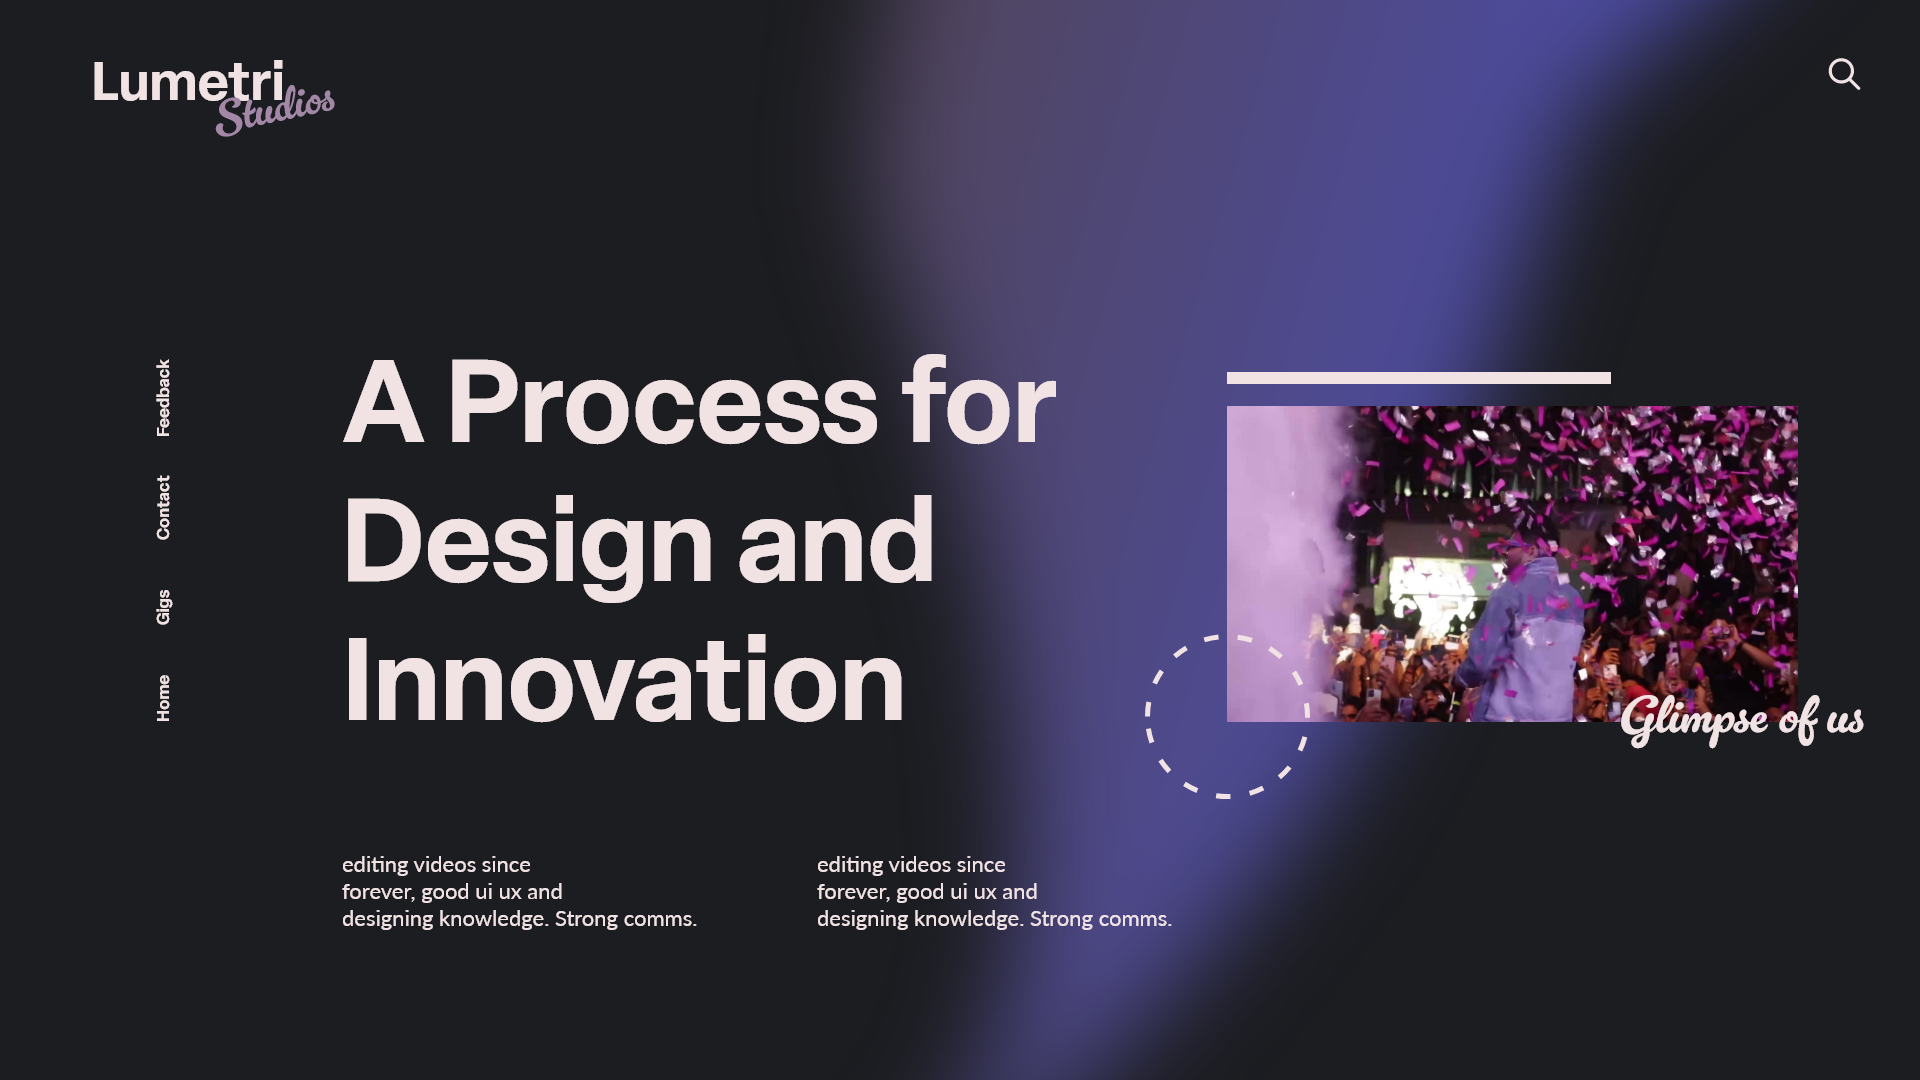 Lumetri
Studios
Feedback
Contact
Gigs
Home
A Process for
Design and
Innovation
Glimpse of us
editing videos since
forever, good ui ux and
designing knowledge. Strong comms.
editing videos since
forever, good ui ux and
designing knowledge. Strong comms.